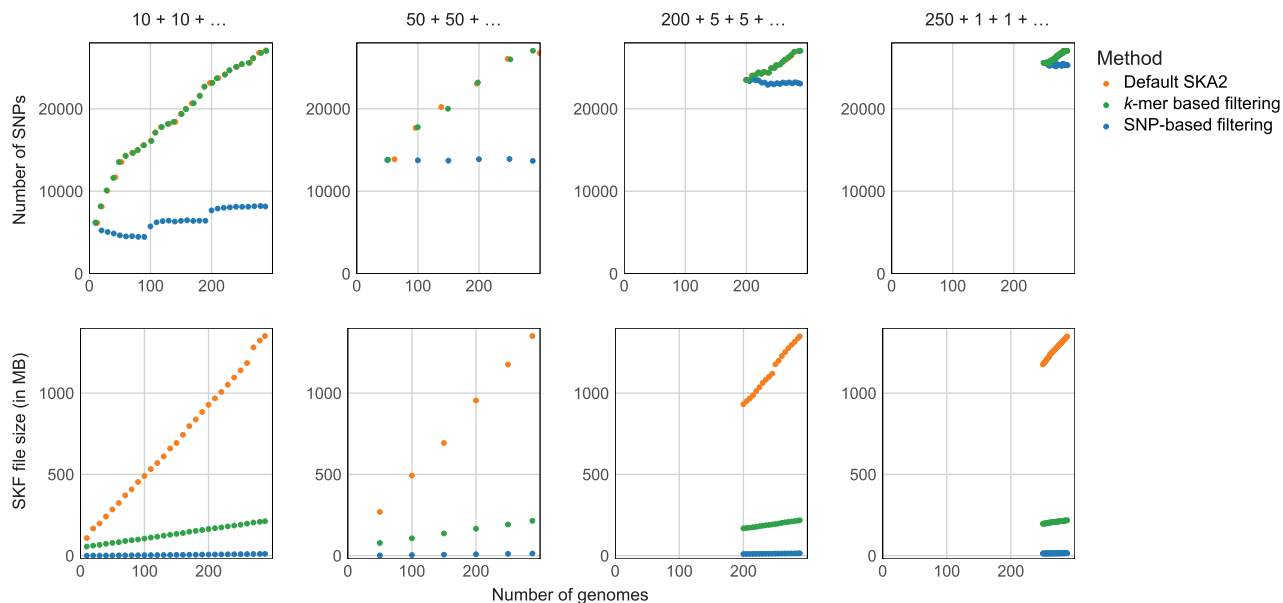 10 + 10 + …
50 + 50 + …
200 + 5 + 5 + …
250 + 1 + 1 + …
Number of SNPs
20000
10000
0
0 100 200
20000
10000
0
0 100 200
20000
10000
0
0 100 200
20000
10000
0
0 100 200
Method
Default SKA2
k-mer based filtering
SNP-based filtering
SKF file size (in MB)
1000
500
0
0 100 200
1000
500
0
0 100 200
1000
500
0
0 100 200
1000
500
0
0 100 200
Number of genomes